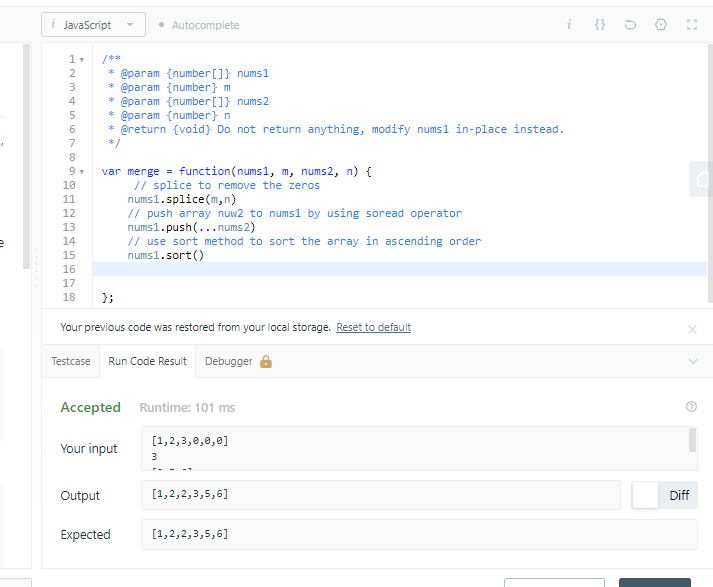 i JavaScript
Autocomplete
i {}
1 /**
2 * @param {number[]} nums1
3 * @param {number} m
4 * @param {number[]} nums2
5 * @param {number} n
6 * @return {void} Do not return anything, modify nums1 in-place instead.
7 */
8
9 var merge = function(nums1, m, nums2, n) {
10 // splice to remove the zeros
11 nums1.splice(m,n)
12 // push array nuw2 to nums1 by using soread operator
13 nums1.push(...nums2)
14 // use sort method to sort the array in ascending order
15 nums1.sort()
16
17
18 };
Your previous code was restored from your local storage. Reset to default
Testcase Run Code Result Debugger
Accepted Runtime: 101 ms
Your input
[1,2,3,0,0,0]
3
Output [1,2,2,3,5,6] Diff
Expected [1,2,2,3,5,6]